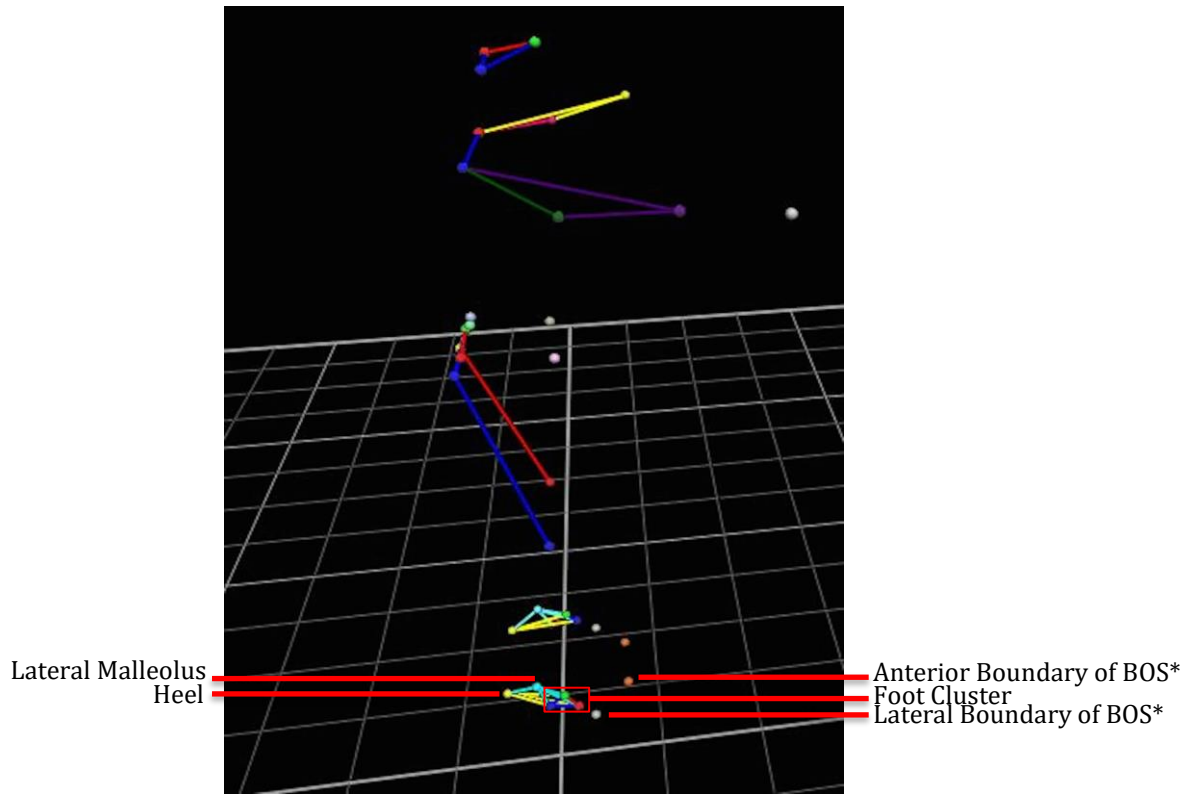 Lateral Malleolus
Heel
Anterior Boundary of BOS*
Foot Cluster
Lateral Boundary of BOS*